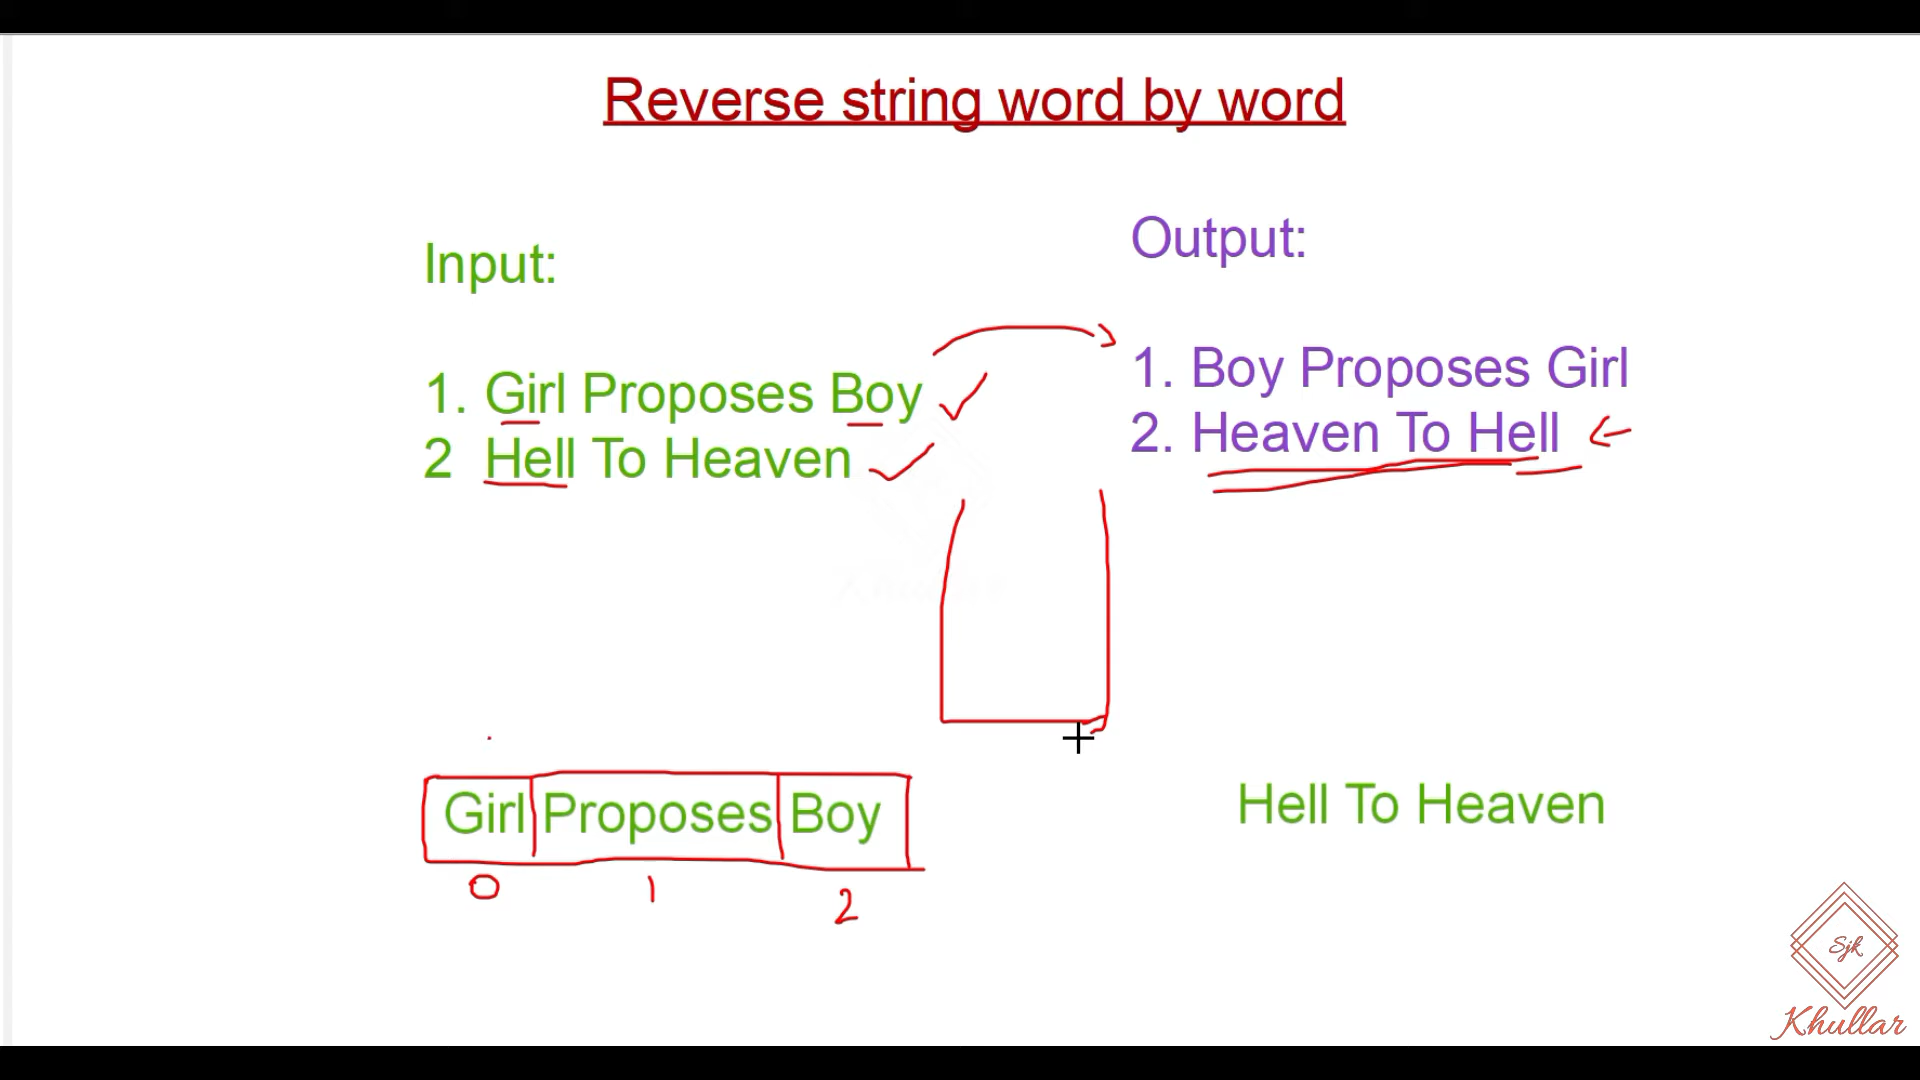 Reverse string word by word
Input:
1. Girl Proposes Boy
2 Hell To Heaven
Output:
1. Boy Proposes Girl
2. Heaven To Hell
Girl Proposes Boy
0 1 2
Hell To Heaven
Sjk
Khullar